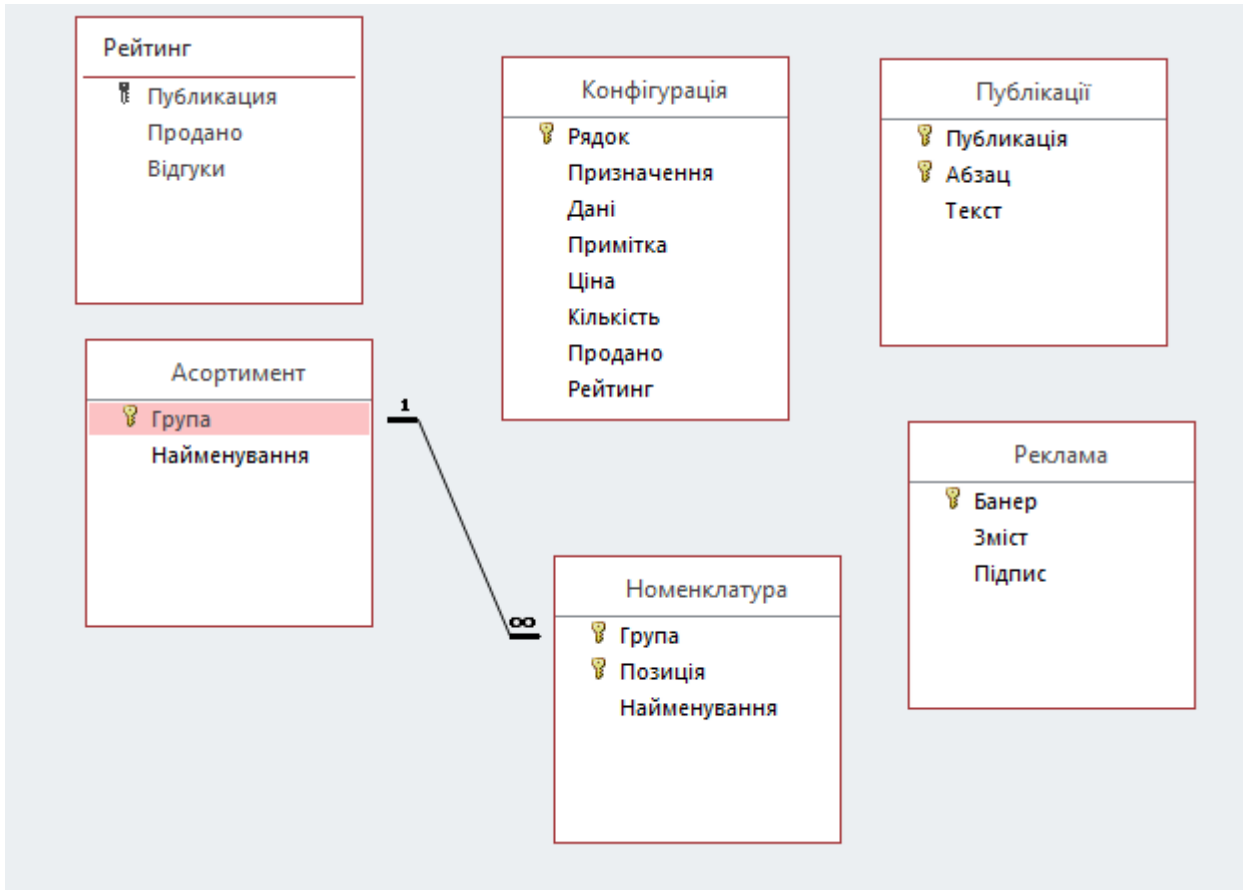 Рейтинг
Публикация
Продано
Відгуки
Конфігурація
Рядок
Призначення
Дані
Примітка
Ціна
Кількість
Продано
Рейтинг
Публікації
Публикація
Абзац
Текст
Асортимент
Група
Найменування
1
∞
Номенклатура
Група
Позиція
Найменування
Реклама
Банер
Зміст
Підпис